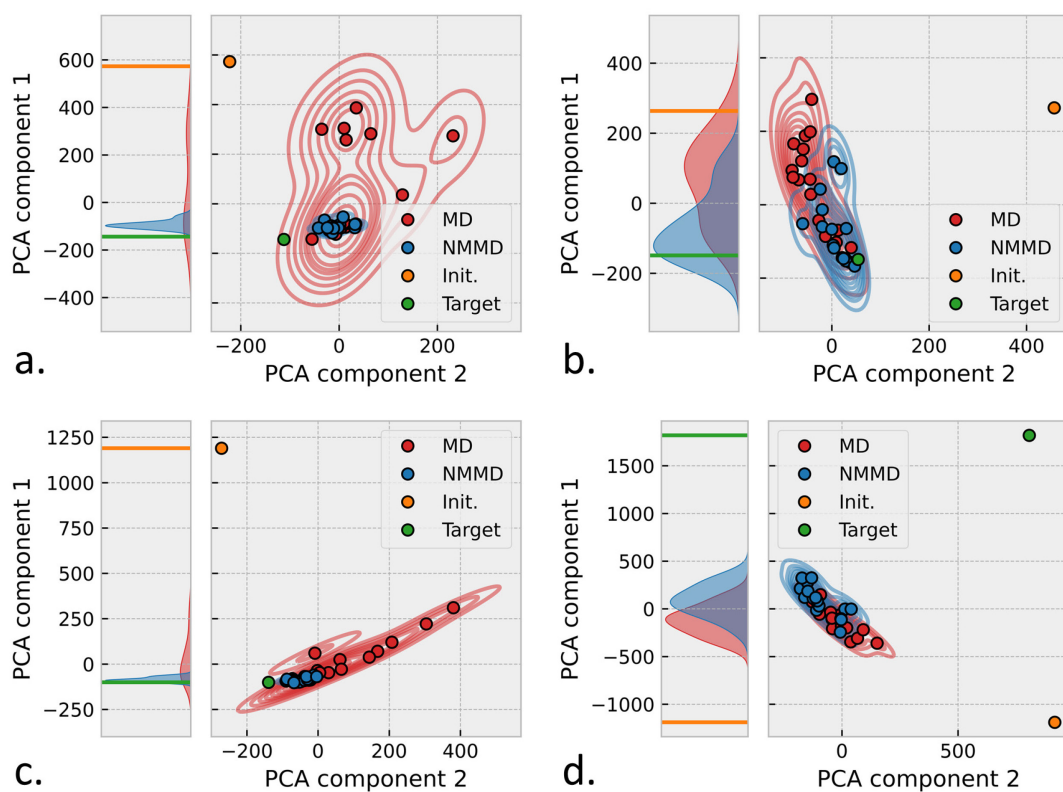 600
400
200
0
−200
−400
PCA component 1
−200
0
200
PCA component 2
MD
NMMD
Init.
Target
a.
400
200
0
−200
PCA component 1
0
200
400
PCA component 2
MD
NMMD
Init.
Target
b.
1250
1000
750
500
250
0
−250
PCA component 1
−200
0
200
400
PCA component 2
MD
NMMD
Init.
Target
c.
1500
1000
500
0
−500
−1000
PCA component 1
0
500
PCA component 2
MD
NMMD
Init.
Target
d.